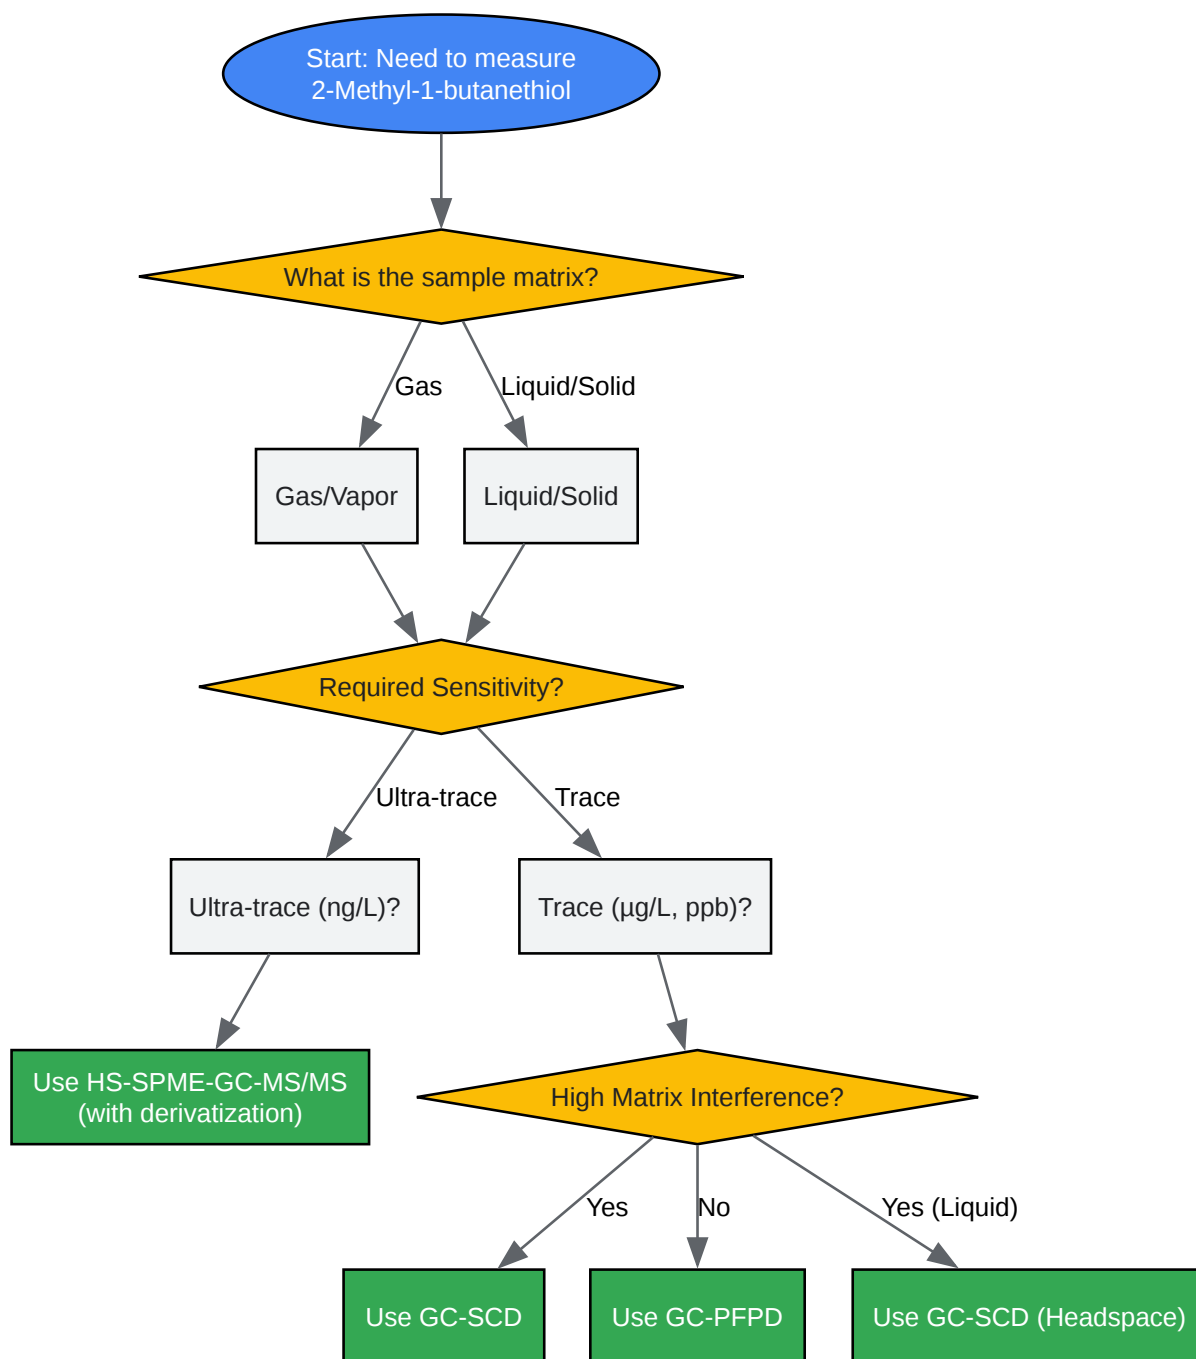 Start: Need to measure
2-Methyl-1-butanethiol
What is the sample matrix?
Gas
Liquid/Solid
Gas/Vapor
Liquid/Solid
Required Sensitivity?
Ultra-trace
Trace
Ultra-trace (ng/L)?
Trace (µg/L, ppb)?
Use HS-SPME-GC-MS/MS
(with derivatization)
High Matrix Interference?
Yes
No
Yes (Liquid)
Use GC-SCD
Use GC-PFPD
Use GC-SCD (Headspace)